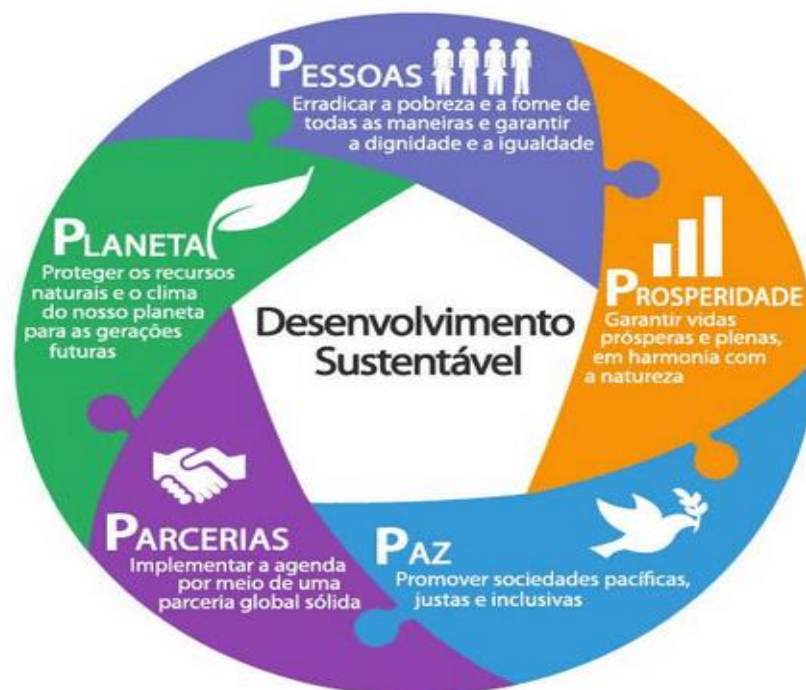 PESSOAS
Erradicar a pobreza e a fome de
todas as maneiras e garantir
a dignidade e a igualdade
PLANETA
Proteger os recursos
naturais e o clima
do nosso planeta
para as gerações
futuras
PROSPERIDADE
Garantir vidas
prósperas e plenas,
em harmonia com
a natureza
Desenvolvimento
Sustentável
PARCERIAS
Implementar a agenda
por meio de uma
parceria global sólida
PAZ
Promover sociedades pacíficas,
justas e inclusivas